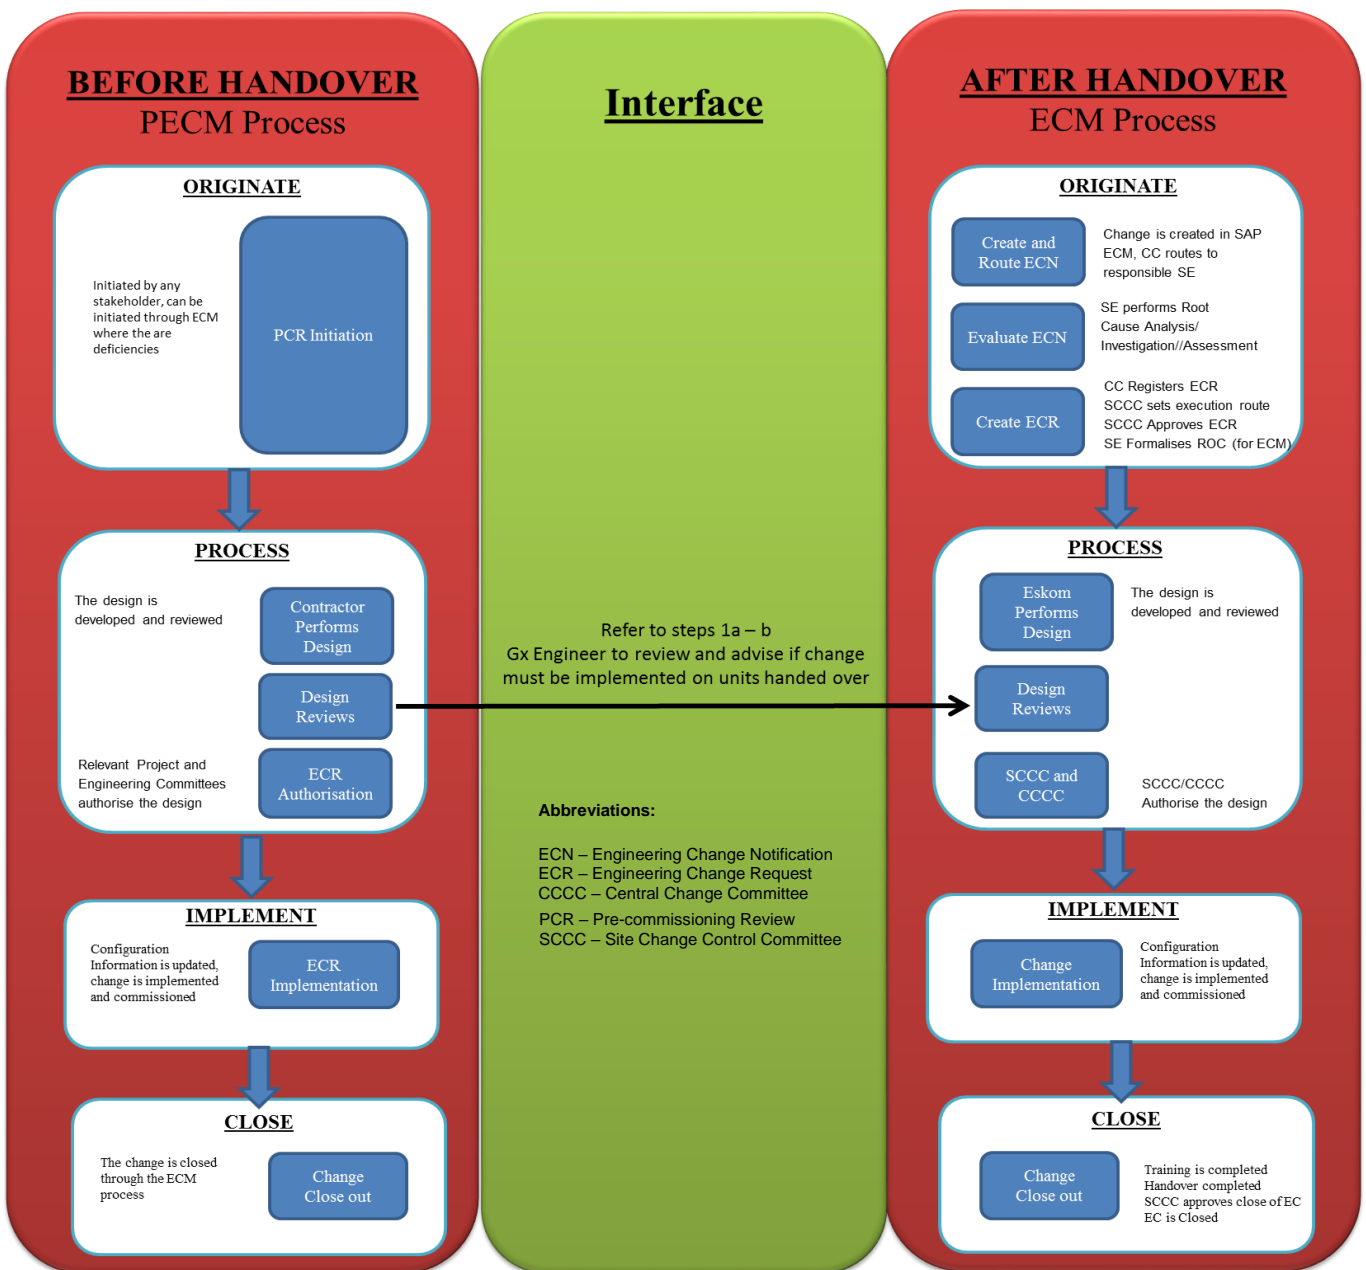 BEFORE HANDOVER
PECM Process
ORIGINATE
Initiated by any
stakeholder, can be
initiated through ECM
where the are
deficiencies
PCR Initiation
PROCESS
The design is
developed and reviewed
Contractor
Performs
Design
Design
Reviews
Relevant Project and
Engineering Committees
authorise the design
ECR
Authorisation
IMPLEMENT
Configuration
Information is updated,
change is implemented
and commissioned
ECR
Implementation
CLOSE
The change is closed
through the ECM
process
Change
Close out
Interface
Refer to steps 1a – b
Gx Engineer to review and advise if change
must be implemented on units handed over
Abbreviations:
ECN – Engineering Change Notification
ECR – Engineering Change Request
CCCC – Central Change Committee
PCR – Pre-commissioning Review
SCCC – Site Change Control Committee
AFTER HANDOVER
ECM Process
ORIGINATE
Create and
Route ECN
Change is created in SAP
ECM, CC routes to
responsible SE
Evaluate ECN
SE performs Root
Cause Analysis/
Investigation//Assessment
Create ECR
CC Registers ECR
SCCC sets execution route
SCCC Approves ECR
SE Formalises ROC (for ECM)
PROCESS
Eskom
Performs
Design
The design is
developed and reviewed
Design
Reviews
SCCC and
CCCC
SCCC/CCCC
Authorise the design
IMPLEMENT
Change
Implementation
Configuration
Information is updated,
change is implemented
and commissioned
CLOSE
Change
Close out
Training is completed
Handover completed
SCCC approves close of EC
EC is Closed